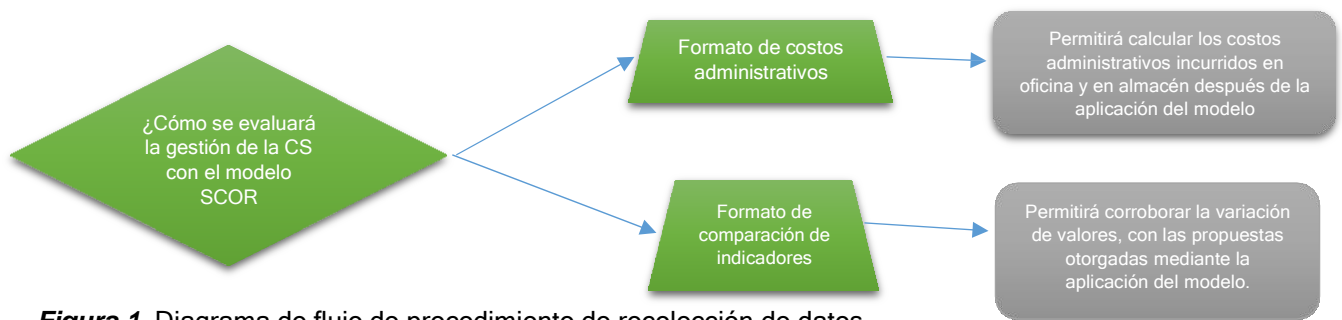 ¿Cómo se evaluará
la gestión de la CS
con el modelo
SCOR
Formato de costos
administrativos
Permitirá calcular los costos
administrativos incurridos en
oficina y en almacén después de la
aplicación del modelo
Formato de
comparación de
indicadores
Permitirá corroborar la variación
de valores, con las propuestas
otorgadas mediante la
aplicación del modelo.
Figura 1. Diagrama de flujo de procedimiento de recolección de datos